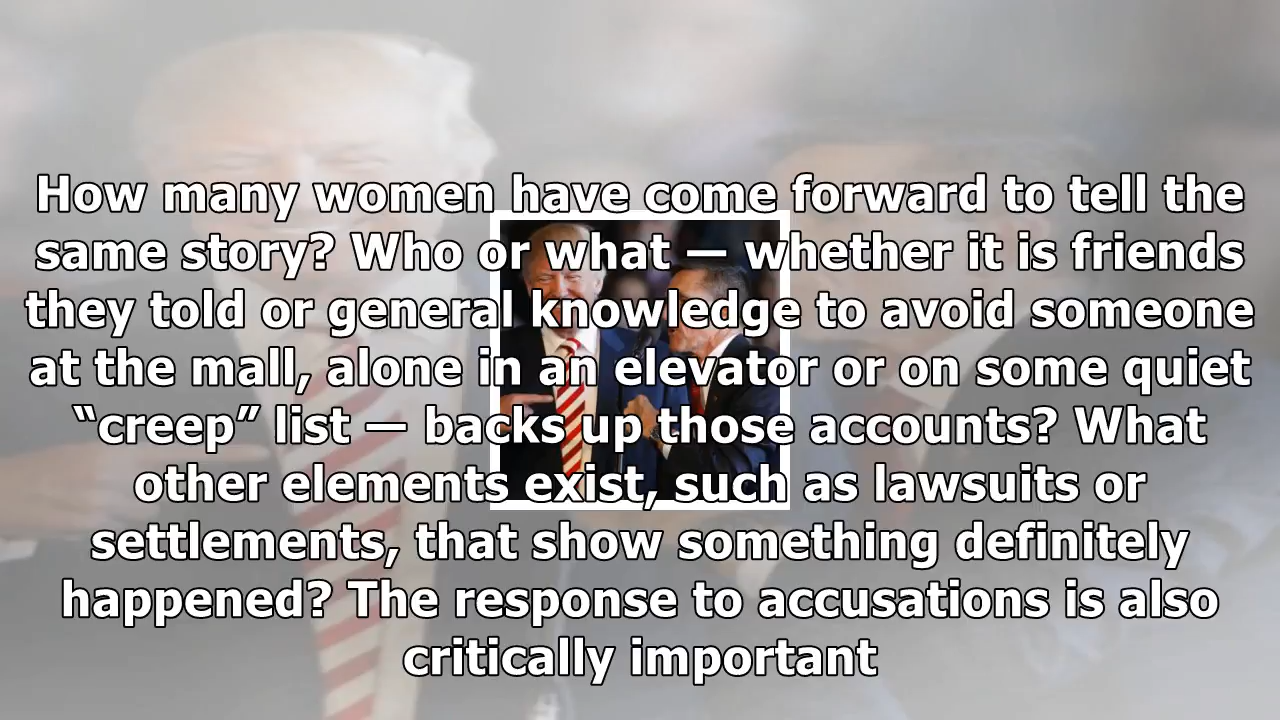 How many women have come forward to tell the
same story? Who or what — whether it is friends
they told or general knowledge to avoid someone
at the mall, alone in an elevator or on some quiet
“creep” list — backs up those accounts? What
other elements exist, such as lawsuits or
settlements, that show something definitely
happened? The response to accusations is also
critically important